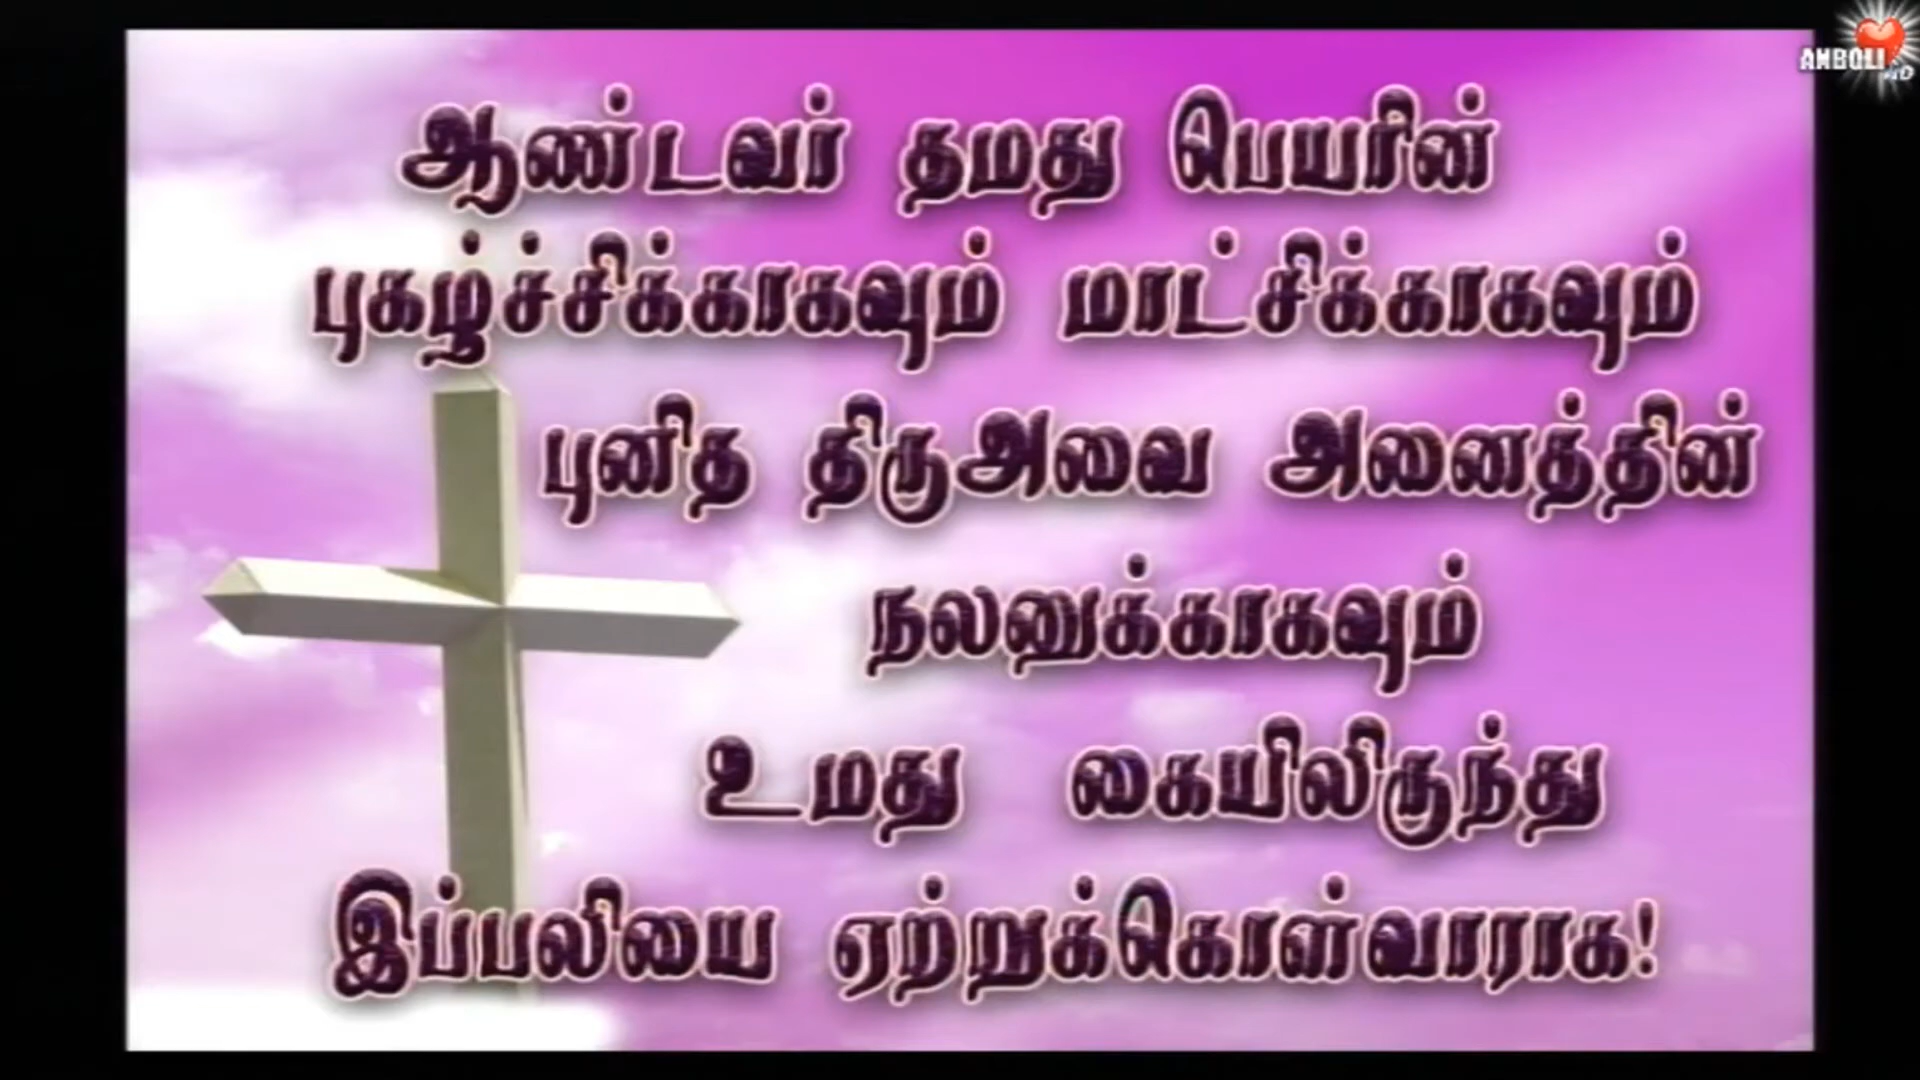 ANBOLI HD
ஆண்டவர் தமது பெயரின்
புகழ்ச்சிக்காகவும் மாட்சிக்காகவும்
புனித திருஅவை அனைத்தின்
நலனுக்காகவும்
உமது கையிலிருந்து
இப்பலியை ஏற்றுக்கொள்வாராக!